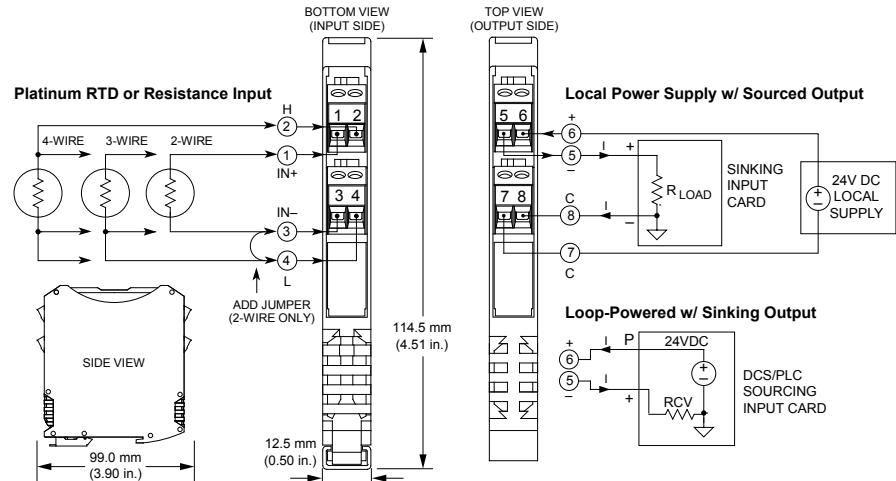 BOTTOM VIEW
(INPUT SIDE)
TOP VIEW
(OUTPUT SIDE)
Platinum RTD or Resistance Input
4-WIRE
3-WIRE
2-WIRE
H
2
1
IN+
IN–
3
4
L
ADD JUMPER
(2-WIRE ONLY)
1 2
3 4
SIDE VIEW
99.0 mm
(3.90 in.)
114.5 mm
(4.51 in.)
12.5 mm
(0.50 in.)
5 6
7 8
Local Power Supply w/ Sourced Output
+
6
5
–
I
+
R LOAD
SINKING
INPUT
CARD
C
8
I
–
7
C
+
–
24V DC
LOCAL
SUPPLY
Loop-Powered w/ Sinking Output
+
6
I
P
24VDC
5
–
I
+
RCV
+
–
DCS/PLC
SOURCING
INPUT CARD